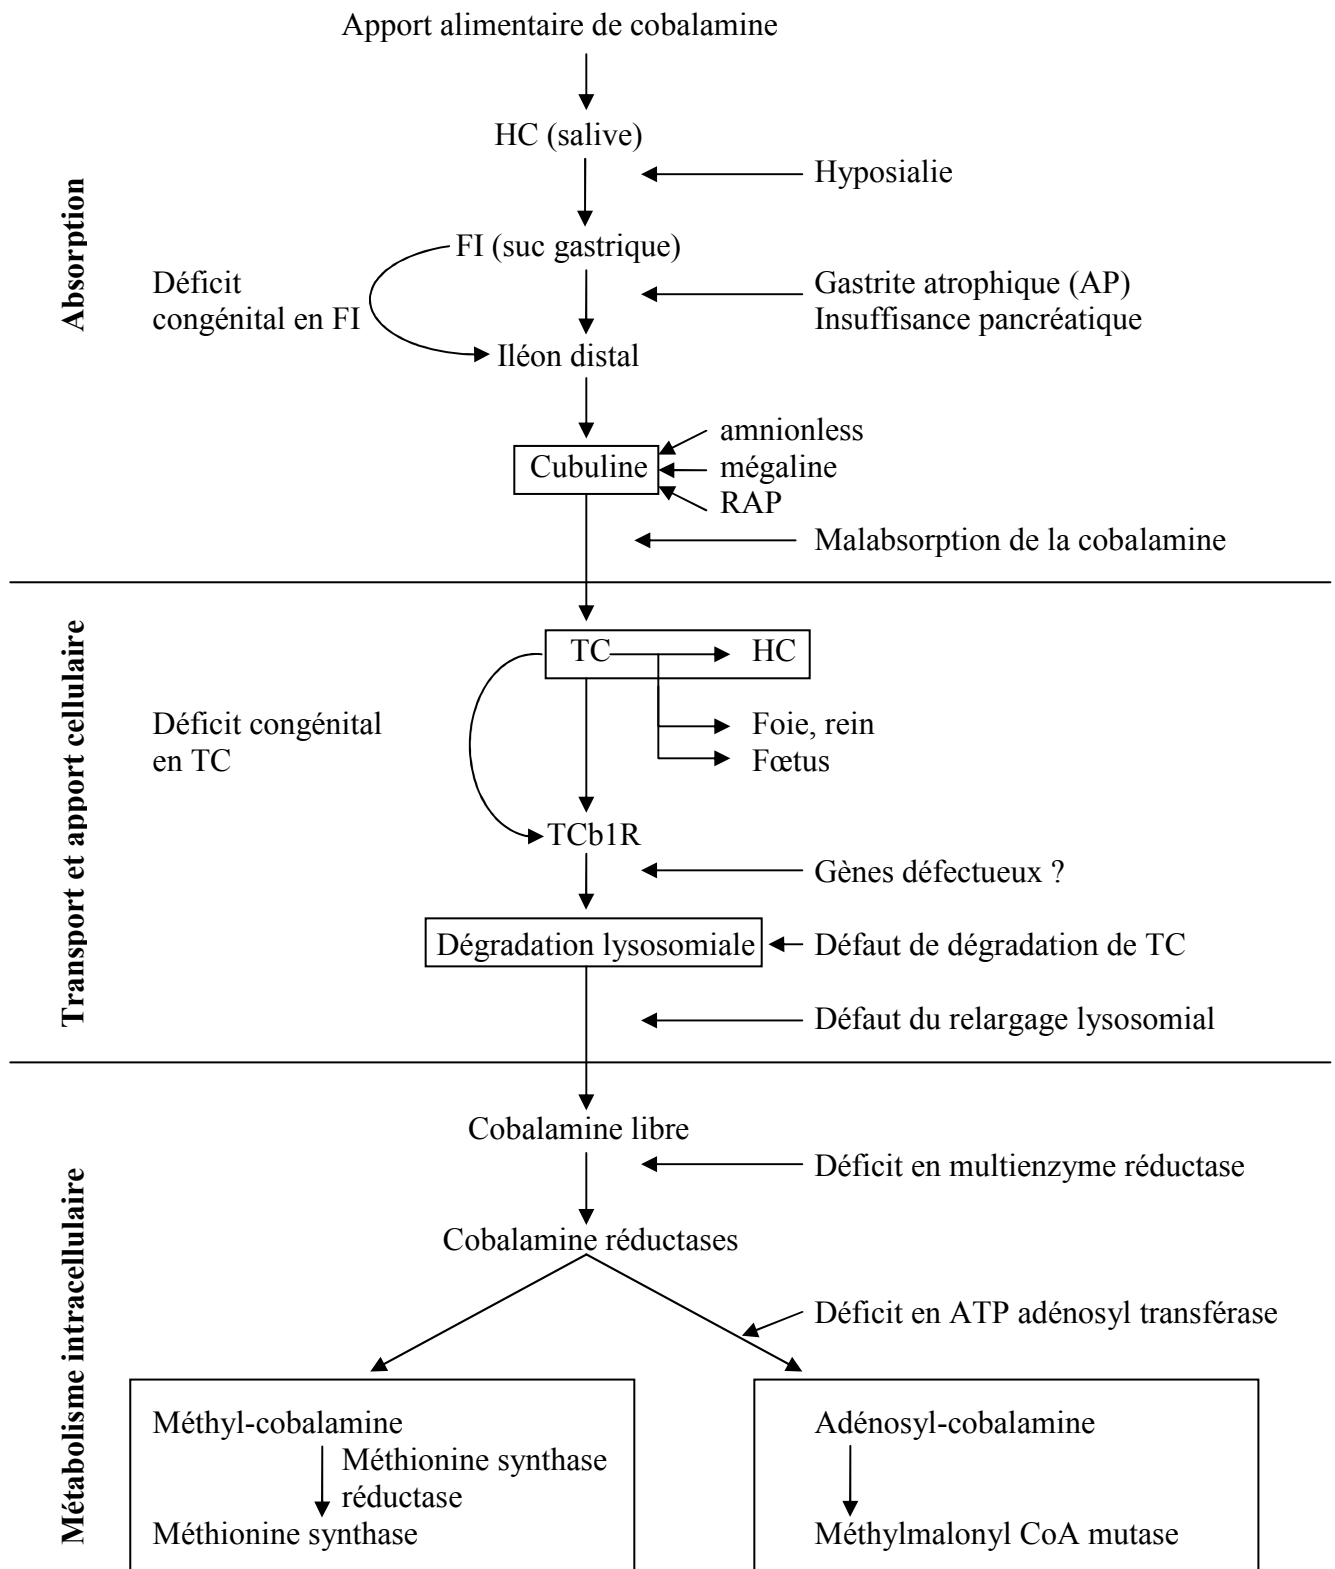 Apport alimentaire de cobalamine
HC (salive)
Hyposialie
Absorption
FI (suc gastrique)
Déficit
congénital en FI
Gastrite atrophique (AP)
Insuffisance pancréatique
Iléon distal
amnionless
Cubuline
mégaline
RAP
Malabsorption de la cobalamine
Transport et apport cellulaire
TC
HC
Déficit congénital
en TC
Foie, rein
Fœtus
TCb1R
Gènes défectueux ?
Dégradation lysosomiale
Défaut de dégradation de TC
Défaut du relargage lysosomial
Métabolisme intracellulaire
Cobalamine libre
Déficit en multienzyme réductase
Cobalamine réductases
Déficit en ATP adénosyl transférase
Méthyl-cobalamine
Méthionine synthase
réductase
Méthionine synthase
Adénosyl-cobalamine
Méthylmalonyl CoA mutase